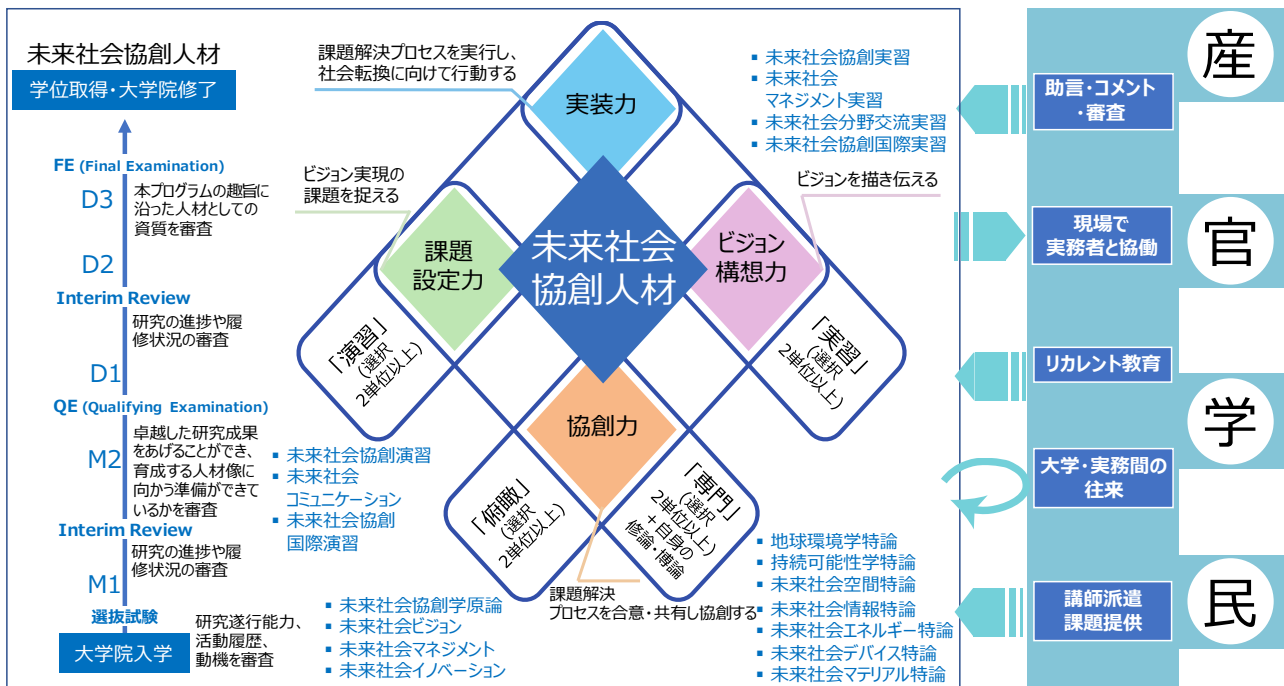 未来社会協創人材
学位取得・大学院修了
FE (Final Examination)
D3
本プログラムの趣旨に
沿った人材としての
資質を審査
D2
Interim Review
研究の進捗や履
修状況の審査
D1
QE (Qualifying Examination)
M2
卓越した研究成果
をあげることができ、
育成する人材像に
向かう準備ができて
いるかを審査
Interim Review
研究の進捗や履
修状況の審査
M1
選抜試験
大学院入学
研究遂行能力、
活動履歴、
動機を審査
課題解決プロセスを実行し、
社会転換に向けて行動する
実装力
ビジョン実現の
課題を捉える
課題
設定力
未来社会
協創人材
ビジョンを描き伝える
ビジョン
構想力
協創力
課題解決
プロセスを合意・共有し協創する
「演習」
(選択
2単位以上)
「実習」
(選択
2単位以上)
「俯瞰」
(選択
2単位以上)
「専門」
(選択
2単位以上)
+自身の
修論・博論
▪ 未来社会協創実習
▪ 未来社会
マネジメント実習
▪ 未来社会分野交流実習
▪ 未来社会協創国際実習
▪ 未来社会協創演習
▪ 未来社会
コミュニケーション
▪ 未来社会協創
国際演習
▪ 未来社会協創学原論
▪ 未来社会ビジョン
▪ 未来社会マネジメント
▪ 未来社会イノベーション
▪ 地球環境学特論
▪ 持続可能性学特論
▪ 未来社会空間特論
▪ 未来社会情報特論
▪ 未来社会エネルギー特論
▪ 未来社会デバイス特論
▪ 未来社会マテリアル特論
助言・コメント
・審査
現場で
実務者と協働
リカレント教育
大学・実務間の
往来
講師派遣
課題提供
産
官
学
民